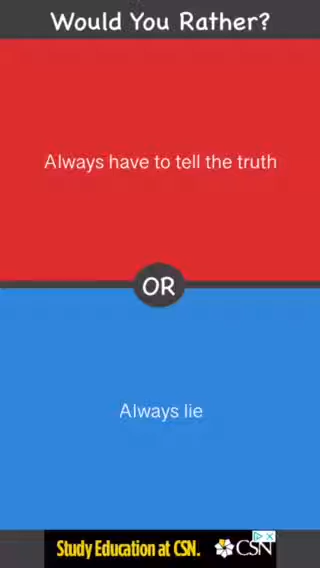 Would You Rather?
Always have to tell the truth
OR
Always lie
Study Education at CSN. CSN